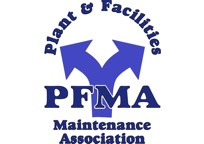 Plant & Facilities
PFMA
Maintenance
Association